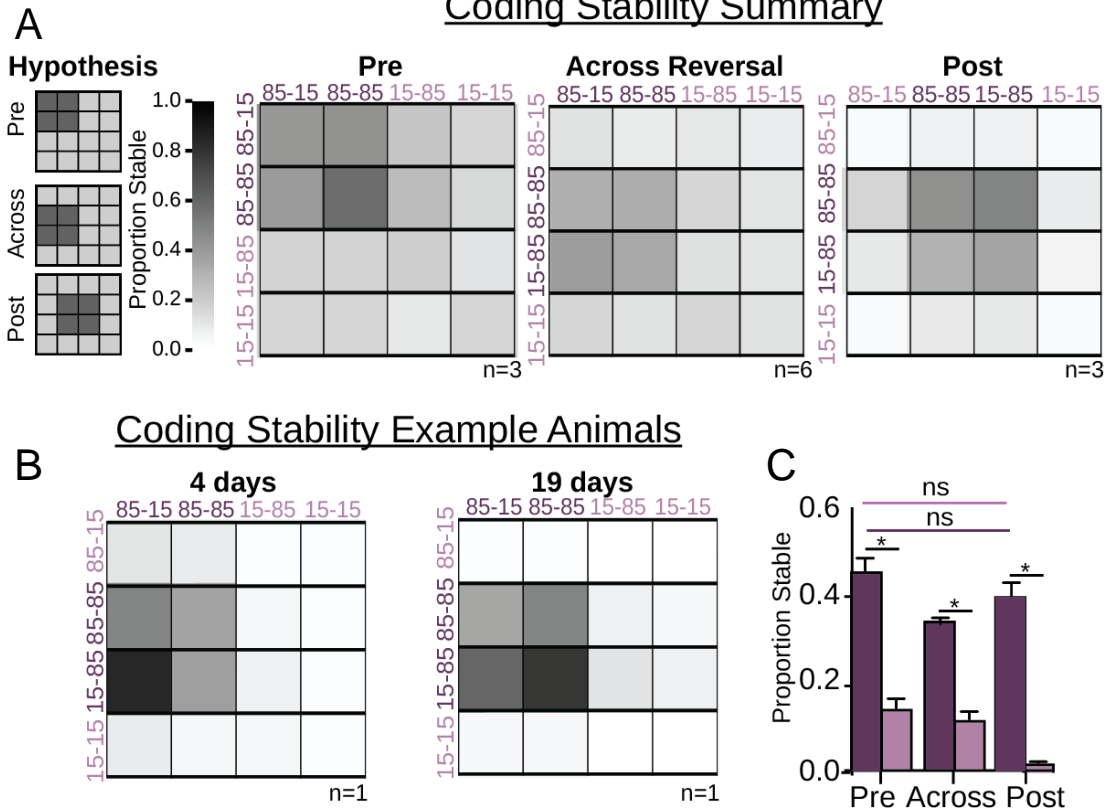 Coding Stability Summary
A
Hypothesis
Pre
Across
Post
Proportion Stable
1.0
0.8
0.6
0.4
0.2
0.0
Pre
85-15 85-85 15-85 15-15
85-15
85-85
15-85
15-15
n=3
Across Reversal
85-15 85-85 15-85 15-15
85-15
85-85
15-85
15-15
n=6
Post
85-15 85-85 15-85 15-15
85-15
85-85
15-85
15-15
n=3
Coding Stability Example Animals
B
4 days
85-15 85-85 15-85 15-15
85-15
85-85
15-85
15-15
n=1
19 days
85-15 85-85 15-85 15-15
85-15
85-85
15-85
15-15
n=1
C
Proportion Stable
0.6
0.4
0.2
0.0
ns
ns
*
*
*
Pre Across Post